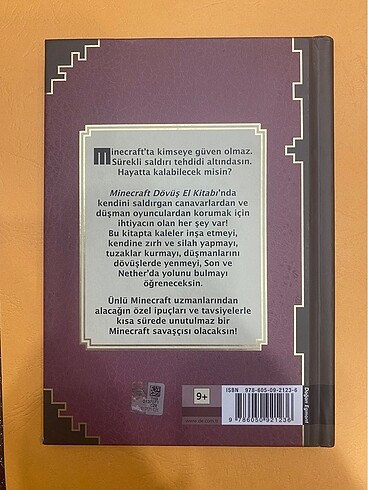 Minecraft'ta kimseye güven olmaz.
Sürekli saldırı tehdidi altındasın.
Hayatta kalabilecek misin?
Minecraft Dövüş El Kitabı'nda
kendini saldırgan canavarlardan ve
düşman oyunculardan korumak için
ihtiyacın olan her şey var!
Bu kitapta kaleler inşa etmeyi,
kendine zırh ve silah yapmayı,
tuzaklar kurmayı, düşmanlarını
dövüşlerde yenmeyi, Son ve
Nether'da yolunu bulmayı
öğreneceksin.
Ünlü Minecraft uzmanlarından
alacağın özel ipuçları ve tavsiyelerle
kısa sürede unutulmaz bir
Minecraft savaşçısı olacaksın!
9+
ISBN 978-605-09-2123-6
9 786050 921236
Doğan Egmont